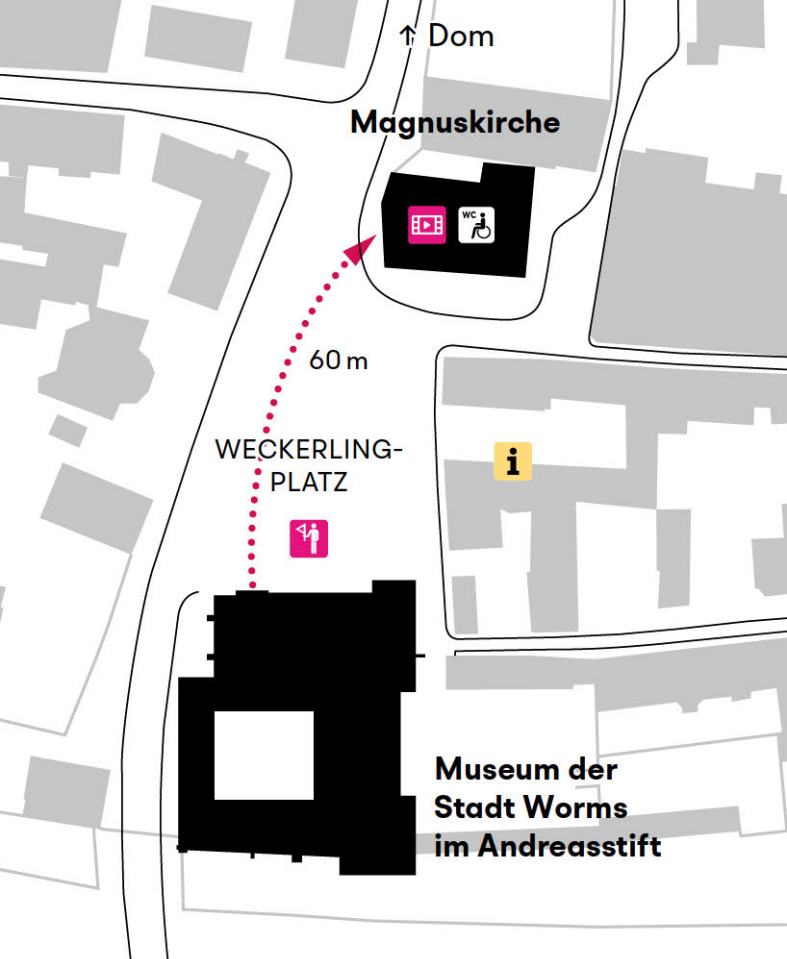 ↑ Dom
Magnuskirche
WC
60 m
WECKERLING-
PLATZ
i
Museum der
Stadt Worms
im Andreasstift